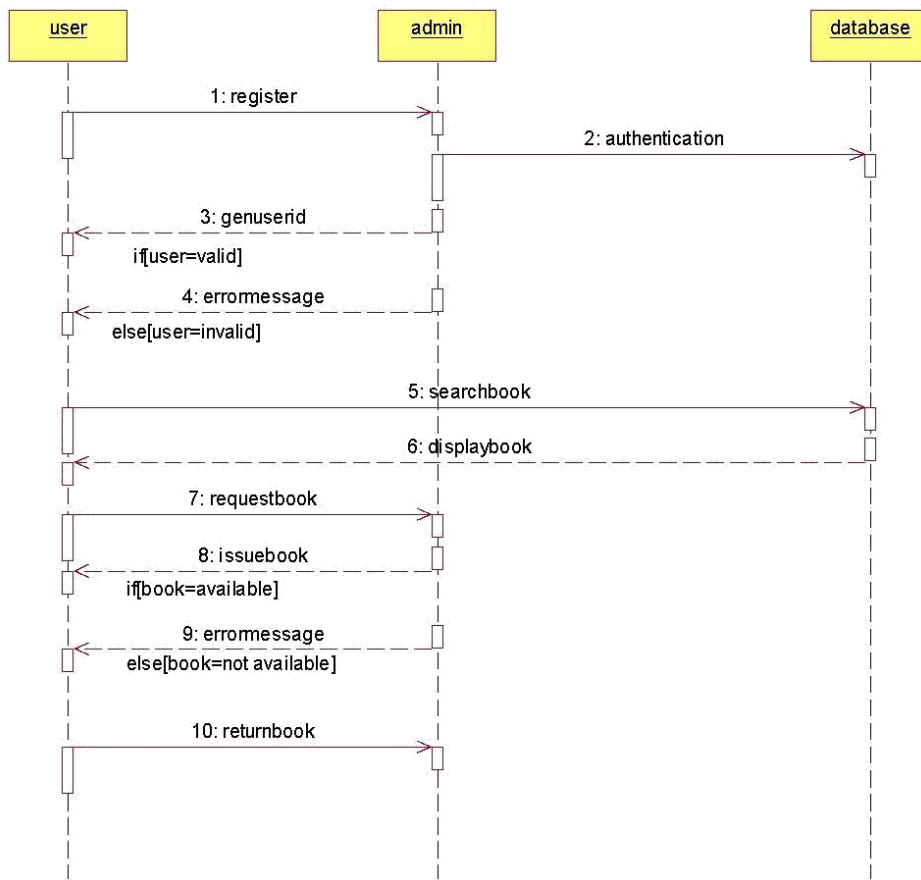 user
admin
database
1: register
2: authentication
3: genuserid
if[user=valid]
4: errormessage
else[user=invalid]
5: searchbook
6: displaybook
7: requestbook
8: issuebook
if[book=available]
9: errormessage
else[book=not available]
10: returnbook